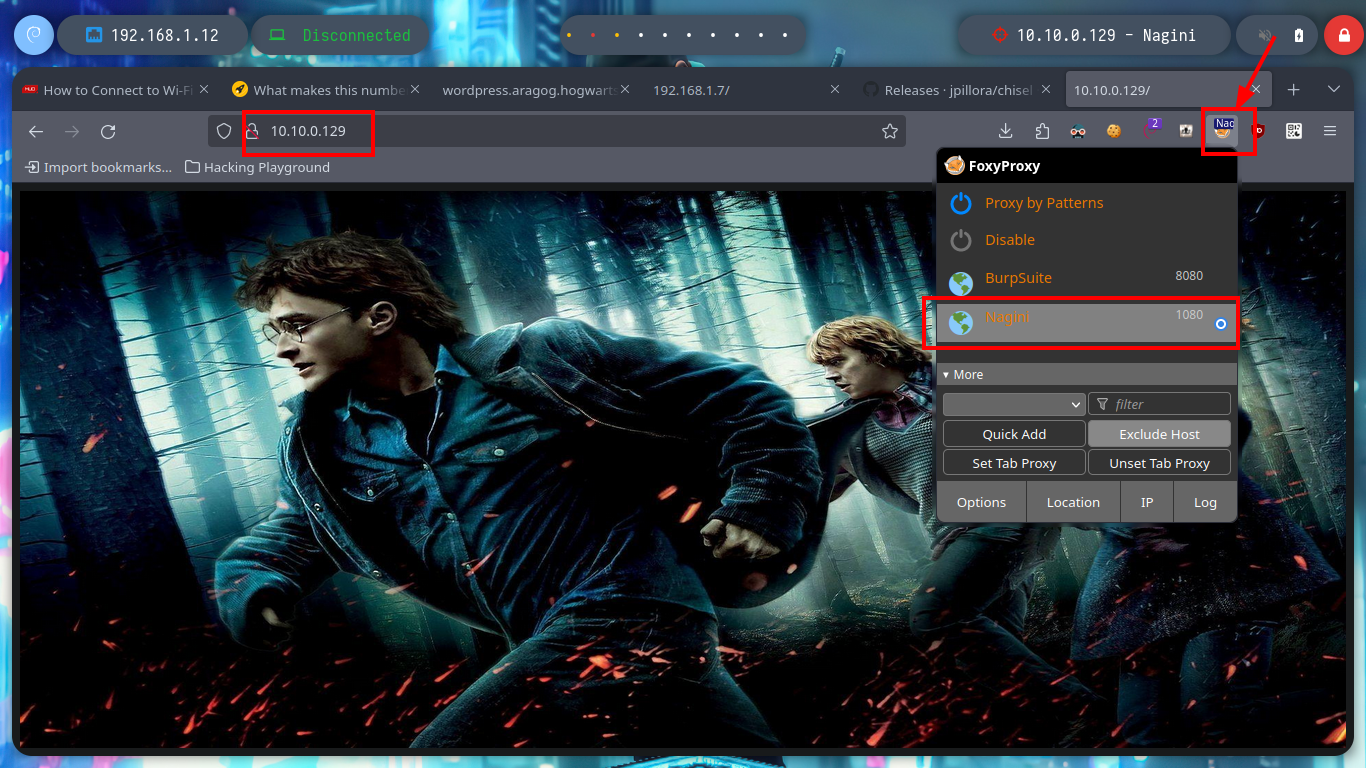 192.168.1.12
Disconnected
10.10.0.129 - Nagini
How to Connect to Wi-Fi
What makes this numbe
wordpress.aragog.hogwarts
192.168.1.7/
Releases · jpillora/chisel
10.10.0.129/
10.10.0.129
2
Nag
Import bookmarks...
Hacking Playground
FoxyProxy
Proxy by Patterns
Disable
BurpSuite
8080
Nagini
1080
More
filter
Quick Add
Exclude Host
Set Tab Proxy
Unset Tab Proxy
Options
Location
IP
Log